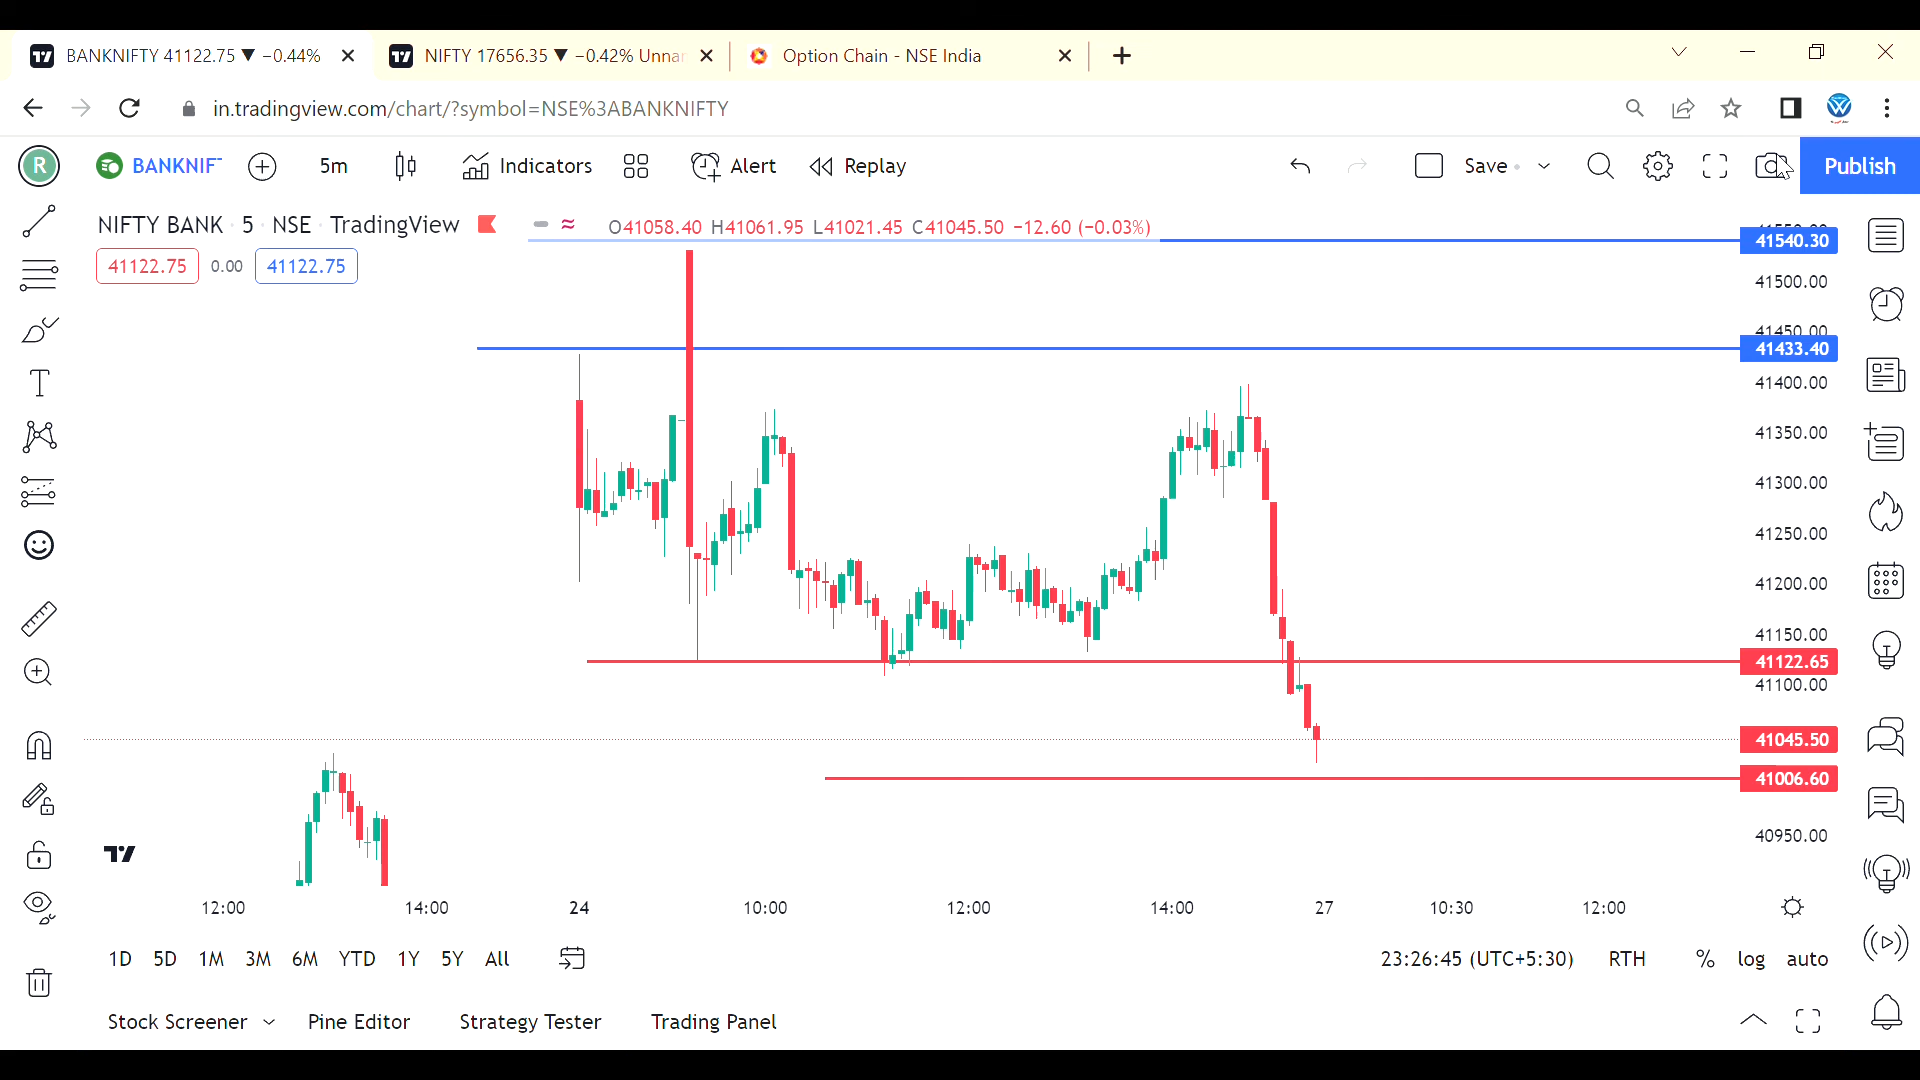 BANKNIFTY 41122.75 ▼ −0.44%
NIFTY 17656.35 ▼ −0.42% Unnar
Option Chain - NSE India
in.tradingview.com/chart/?symbol=NSE%3ABANKNIFTY
R
BANKNIF
5m
Indicators
Alert
Replay
Save
Publish
NIFTY BANK · 5 · NSE · TradingView
O41058.40 H41061.95 L41021.45 C41045.50 −12.60 (−0.03%)
41122.75
0.00
41122.75
41540.30
41500.00
41450.00
41433.40
41400.00
41350.00
41300.00
41250.00
41200.00
41150.00
41122.65
41100.00
41045.50
41006.60
40950.00
12:00
14:00
24
10:00
12:00
14:00
27
10:30
12:00
1D 5D 1M 3M 6M YTD 1Y 5Y All
23:26:45 (UTC+5:30)
RTH
%
log
auto
Stock Screener
Pine Editor
Strategy Tester
Trading Panel